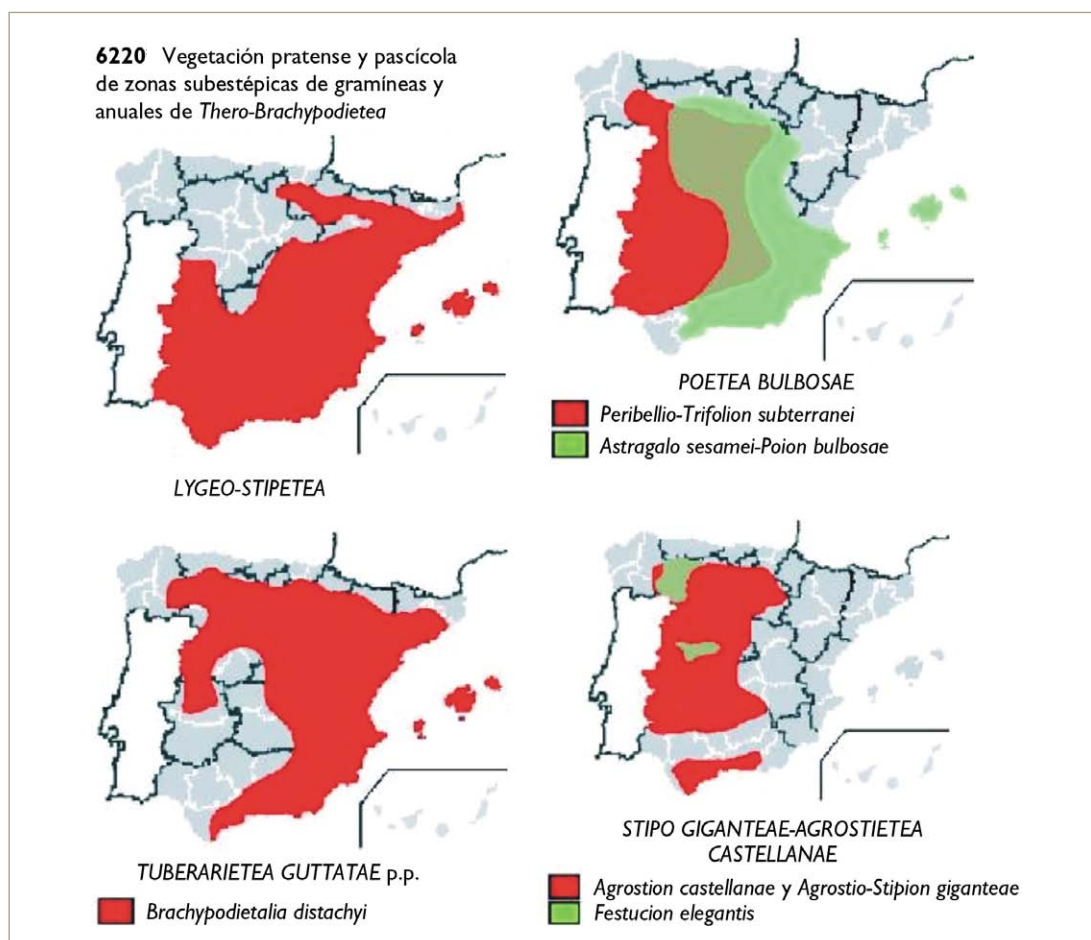 6220 Vegetación pratense y pascícola
de zonas subestépicas de gramíneas y
anuales de Thero-Brachypodietea
LYGEO-STIPETEA
POETEA BULBOSAE
Peribellio-Trifolion subterranei
Astragalo sesamei-Poion bulbosae
TUBERARIETEA GUTTATAE p.p.
Brachypodietalia distachyi
STIPO GIGANTEAE-AGROSTIETEA
CASTELLANAE
Agrostion castellanae y Agrostio-Stipion giganteae
Festucion elegantis